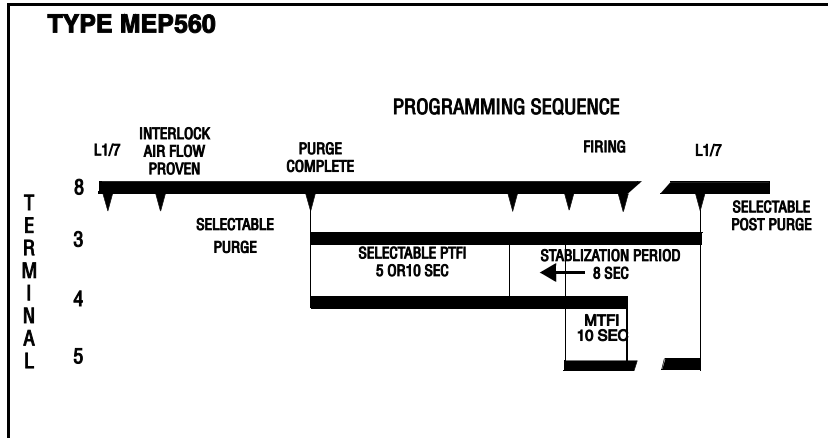 TYPE MEP560
PROGRAMMING SEQUENCE
L1/7
INTERLOCK
AIR FLOW
PROVEN
PURGE
COMPLETE
FIRING
L1/7
TERMINAL
8
SELECTABLE
PURGE
SELECTABLE
POST PURGE
3
SELECTABLE PTFI
5 OR10 SEC
STABLIZATION PERIOD
8 SEC
4
MTFI
10 SEC
5